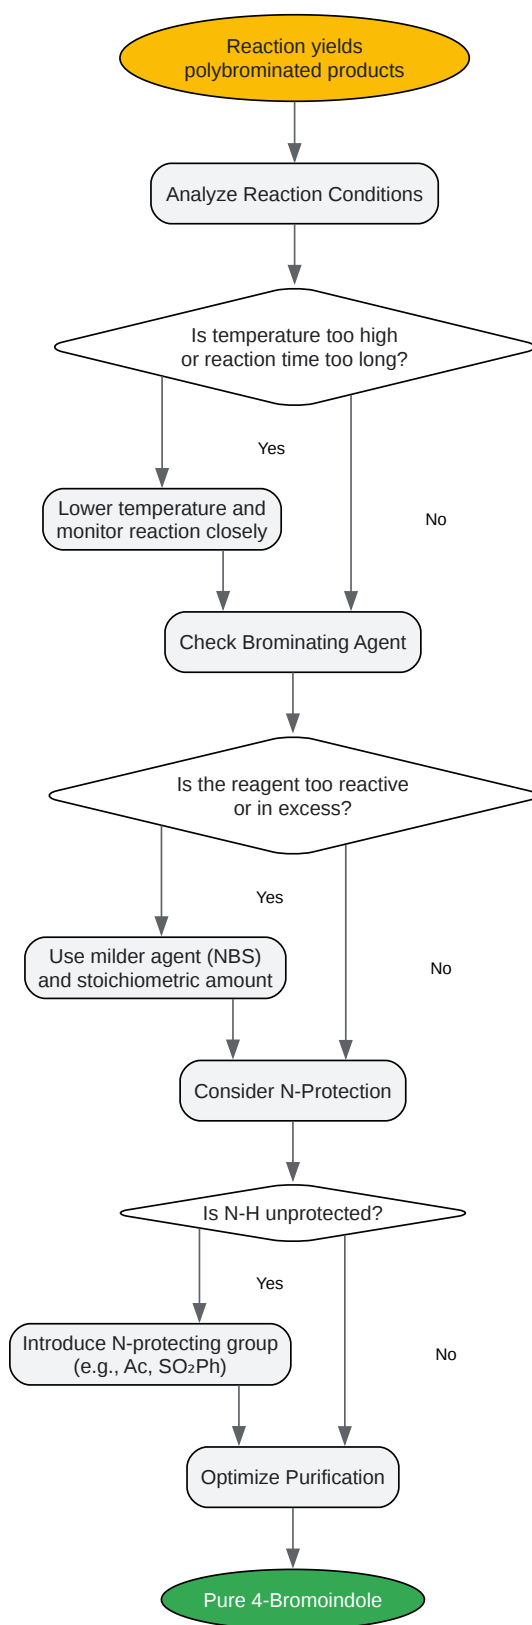 Reaction yields
polybrominated products
Analyze Reaction Conditions
Is temperature too high
or reaction time too long?
Yes
Lower temperature and
monitor reaction closely
No
Check Brominating Agent
Is the reagent too reactive
or in excess?
Yes
Use milder agent (NBS)
and stoichiometric amount
No
Consider N-Protection
Is N-H unprotected?
Yes
Introduce N-protecting group
(e.g., Ac, SO₂Ph)
No
Optimize Purification
Pure 4-Bromoindole